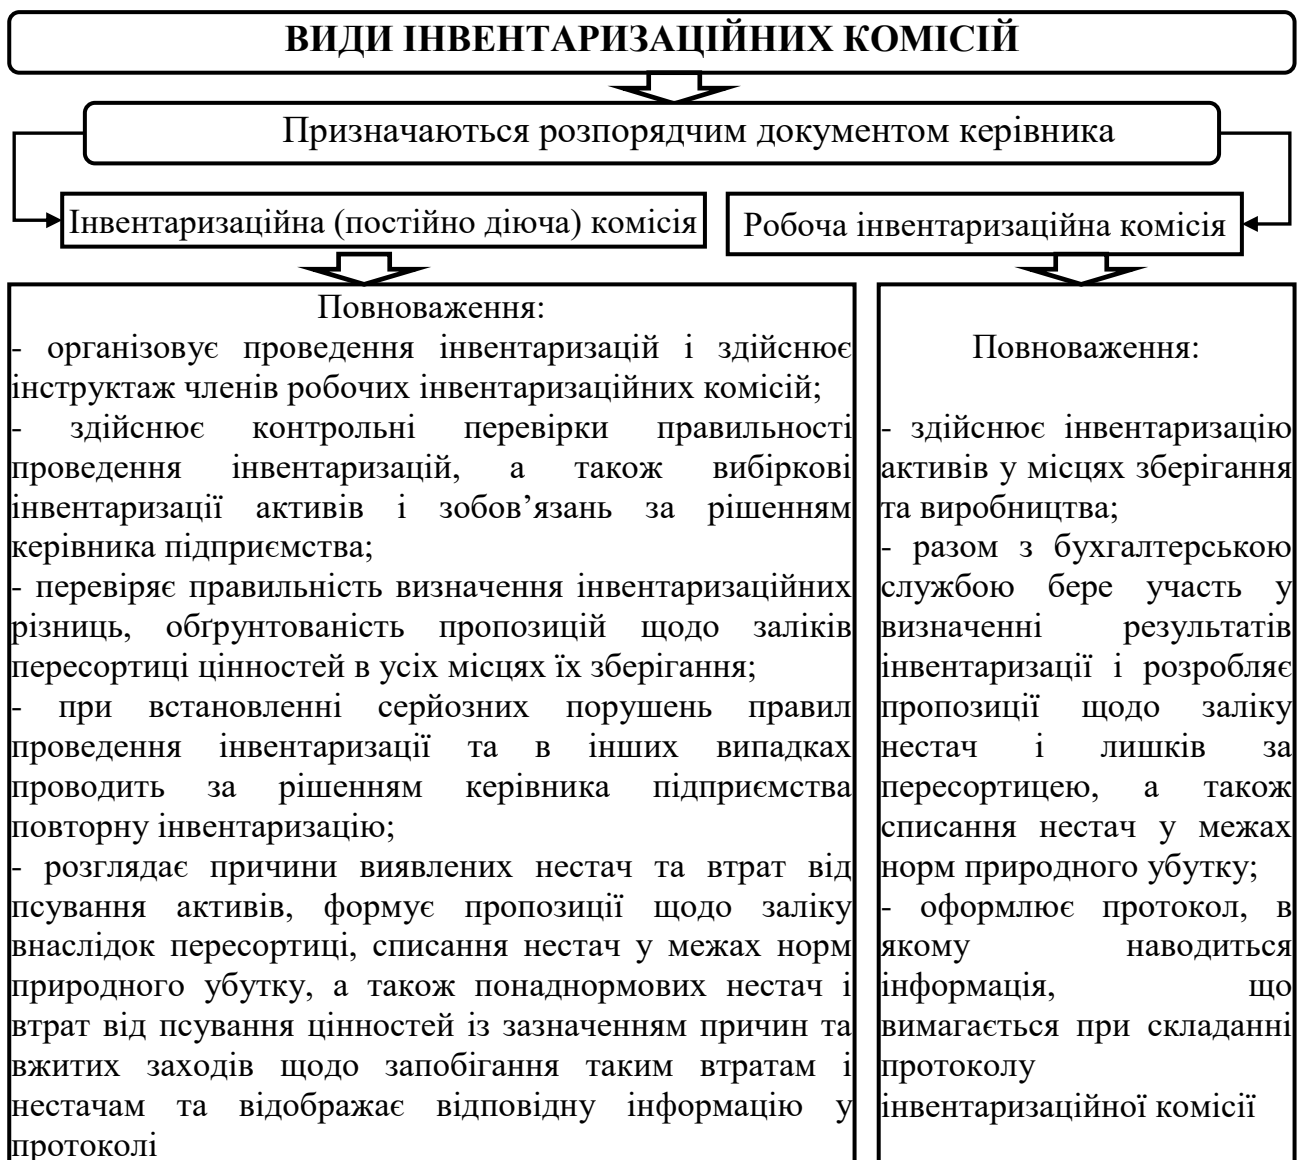 ВИДИ ІНВЕНТАРИЗАЦІЙНИХ КОМІСІЙ
Призначаються розпорядчим документом керівника
Інвентаризаційна (постійно діюча) комісія
Робоча інвентаризаційна комісія
Повноваження:
- організовує проведення інвентаризацій і здійснює
інструктаж членів робочих інвентаризаційних комісій;
- здійснює контрольні перевірки правильності
проведення інвентаризацій, а також вибіркові
інвентаризації активів і зобов’язань за рішенням
керівника підприємства;
- перевіряє правильність визначення інвентаризаційних
різниць, обґрунтованість пропозицій щодо заліків
пересортиці цінностей в усіх місцях їх зберігання;
- при встановленні серйозних порушень правил
проведення інвентаризації та в інших випадках
проводить за рішенням керівника підприємства
повторну інвентаризацію;
- розглядає причини виявлених нестач та втрат від
псування активів, формує пропозиції щодо заліку
внаслідок пересортиці, списання нестач у межах норм
природного убутку, а також понаднормових нестач і
втрат від псування цінностей із зазначенням причин та
вжитих заходів щодо запобігання таким втратам і
нестачам та відображає відповідну інформацію у
протоколі
Повноваження:
- здійснює інвентаризацію
активів у місцях зберігання
та виробництва;
- разом з бухгалтерською
службою бере участь у
визначенні результатів
інвентаризації і розробляє
пропозиції щодо заліку
нестач і лишків за
пересортицею, а також
списання нестач у межах
норм природного убутку;
- оформлює протокол, в
якому наводиться
інформація, що
вимагається при складанні
протоколу
інвентаризаційної комісії